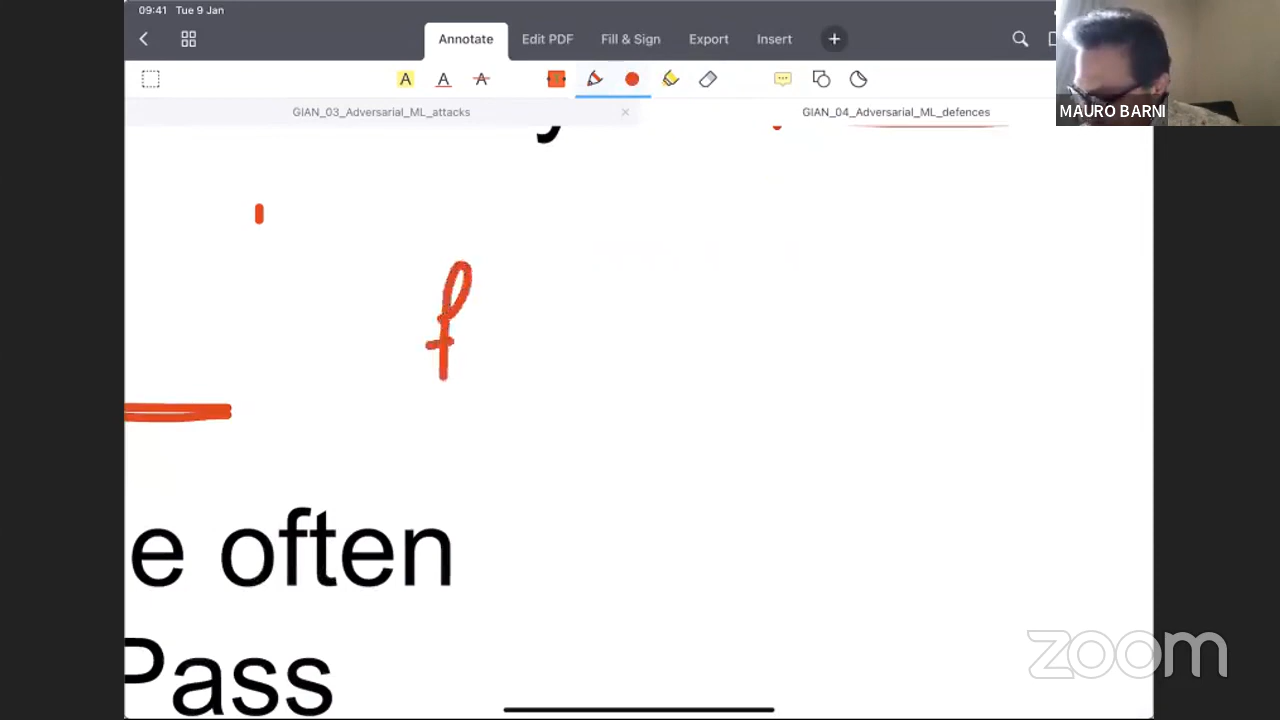 09:41 Tue 9 Jan
Annotate Edit PDF Fill & Sign Export Insert
A A A
MAURO BARNI
GIAN_03_Adversarial_ML_attacks
GIAN_04_Adversarial_ML_defences
f
e often
Pass
zoom